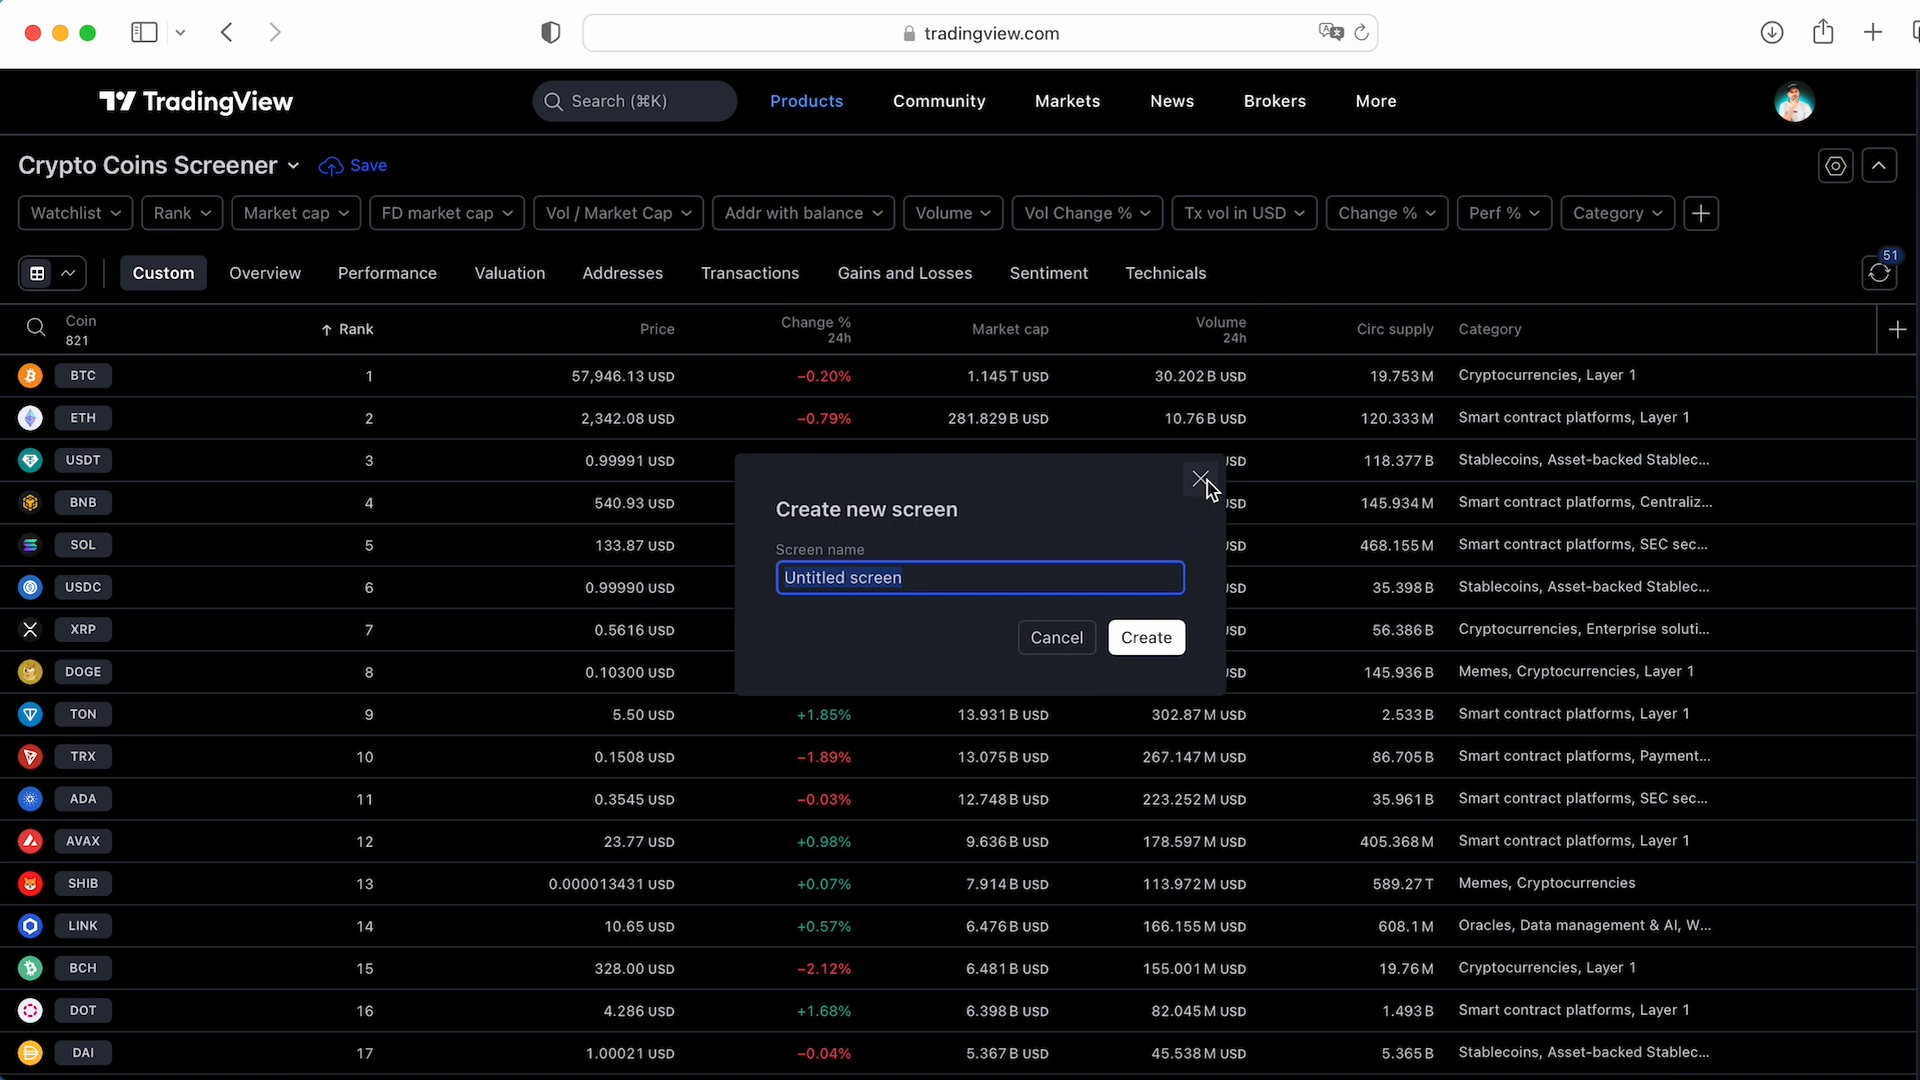 tradingview.com
TradingView
Search (⌘K)
Products
Community
Markets
News
Brokers
More
Crypto Coins Screener
Save
Watchlist
Rank
Market cap
FD market cap
Vol / Market Cap
Addr with balance
Volume
Vol Change %
Tx vol in USD
Change %
Perf %
Category
Custom
Overview
Performance
Valuation
Addresses
Transactions
Gains and Losses
Sentiment
Technicals
51
Coin
821
↑ Rank
Price
Change %
24h
Market cap
Volume
24h
Circ supply
Category
BTC 1 57,946.13 USD −0.20% 1.145 T USD 30.202 B USD 19.753 M Cryptocurrencies, Layer 1
ETH 2 2,342.08 USD −0.79% 281.829 B USD 10.76 B USD 120.333 M Smart contract platforms, Layer 1
USDT 3 0.99991 USD 118.377 B Stablecoins, Asset-backed Stablec...
BNB 4 540.93 USD 145.934 M Smart contract platforms, Centraliz...
SOL 5 133.87 USD 468.155 M Smart contract platforms, SEC sec...
USDC 6 0.99990 USD 35.398 B Stablecoins, Asset-backed Stablec...
XRP 7 0.5616 USD 56.386 B Cryptocurrencies, Enterprise soluti...
DOGE 8 0.10300 USD 145.936 B Memes, Cryptocurrencies, Layer 1
TON 9 5.50 USD +1.85% 13.931 B USD 302.87 M USD 2.533 B Smart contract platforms, Layer 1
TRX 10 0.1508 USD −1.89% 13.075 B USD 267.147 M USD 86.705 B Smart contract platforms, Payment...
ADA 11 0.3545 USD −0.03% 12.748 B USD 223.252 M USD 35.961 B Smart contract platforms, SEC sec...
AVAX 12 23.77 USD +0.98% 9.636 B USD 178.597 M USD 405.368 M Smart contract platforms, Layer 1
SHIB 13 0.000013431 USD +0.07% 7.914 B USD 113.972 M USD 589.27 T Memes, Cryptocurrencies
LINK 14 10.65 USD +0.57% 6.476 B USD 166.155 M USD 608.1 M Oracles, Data management & AI, W...
BCH 15 328.00 USD −2.12% 6.481 B USD 155.001 M USD 19.76 M Cryptocurrencies, Layer 1
DOT 16 4.286 USD +1.68% 6.398 B USD 82.045 M USD 1.493 B Smart contract platforms, Layer 1
DAI 17 1.00021 USD −0.04% 5.367 B USD 45.538 M USD 5.365 B Stablecoins, Asset-backed Stablec...
Create new screen
Screen name
Untitled screen
Cancel
Create